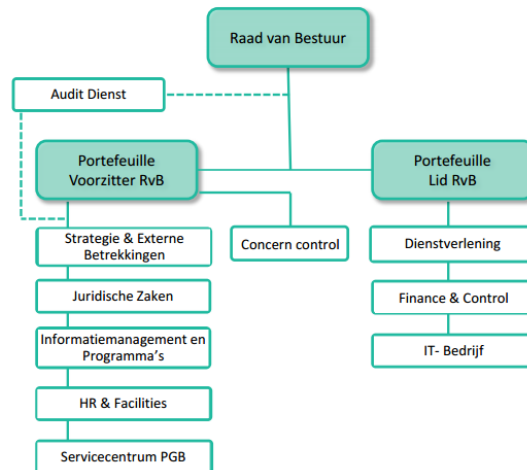 Raad van Bestuur
Audit Dienst
Portefeuille
Voorzitter RvB
Portefeuille
Lid RvB
Strategie & Externe
Betrekkingen
Concern control
Dienstverlening
Juridische Zaken
Finance & Control
Informatiemanagement en
Programma's
IT- Bedrijf
HR & Facilities
Servicecentrum PGB